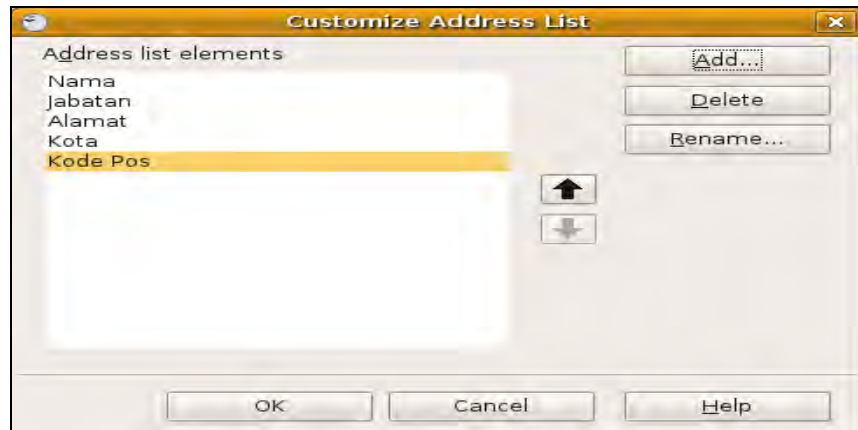 Customize Address List
Address list elements
Nama
Jabatan
Alamat
Kota
Kode Pos
Add...
Delete
Rename...
OK
Cancel
Help